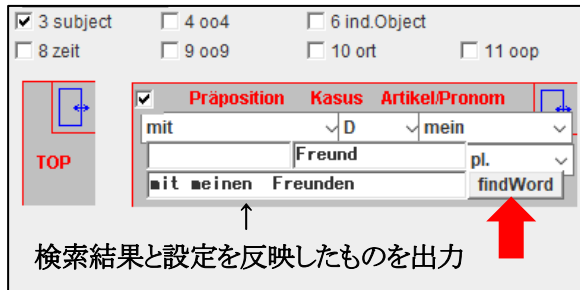 3 subject 4 oo4 6 ind.Object
8 zeit 9 oo9 10 ort 11 oop
Präposition Kasus Artikel/Pronom
mit D mein
TOP
Freund pl.
mit meinen Freunden findWord
↑
検索結果と設定を反映したものを出力